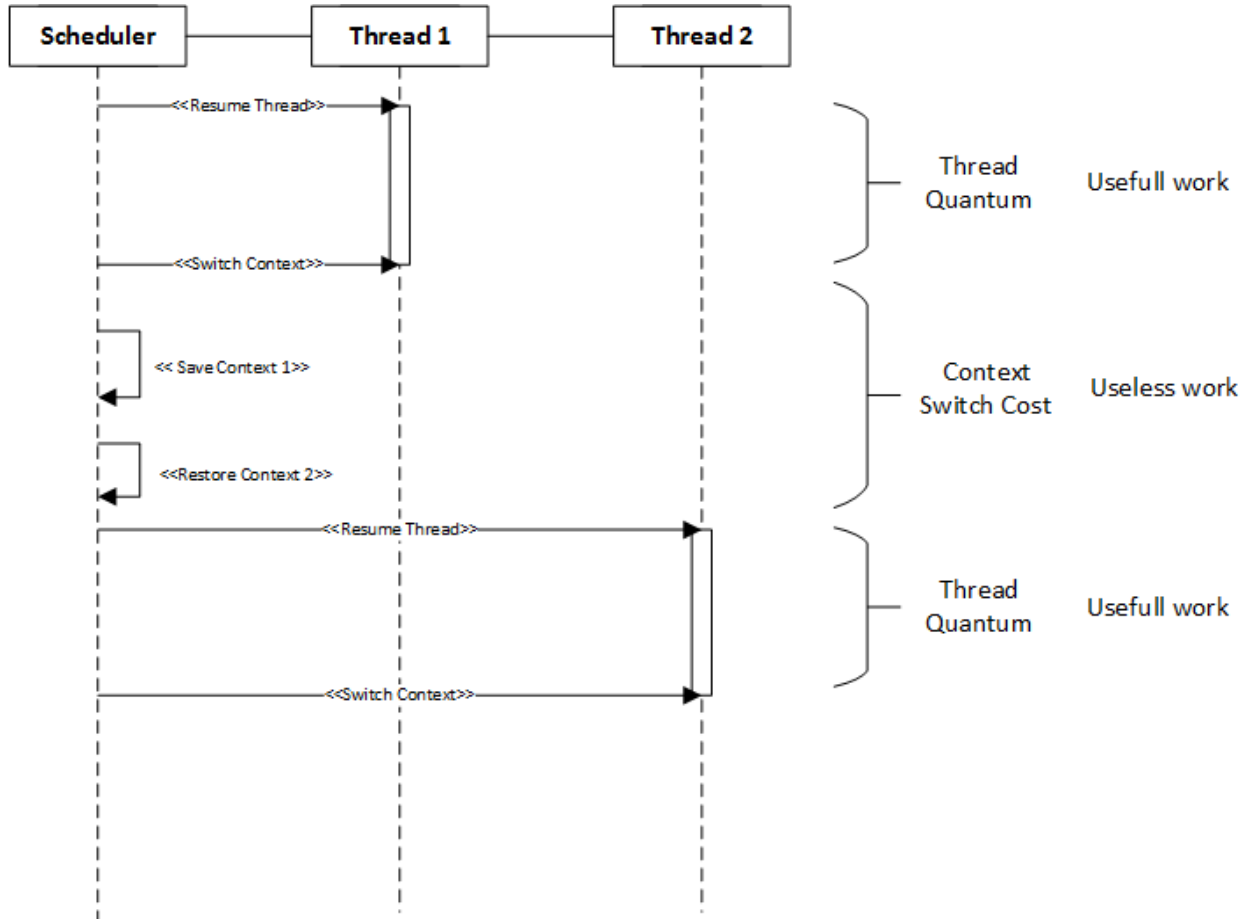 Scheduler
Thread 1
Thread 2
<<Resume Thread>>
Thread
Quantum
Usefull work
<<Switch Context>>
<< Save Context 1>>
Context
Switch Cost
Useless work
<<Restore Context 2>>
<<Resume Thread>>
Thread
Quantum
Usefull work
<<Switch Context>>